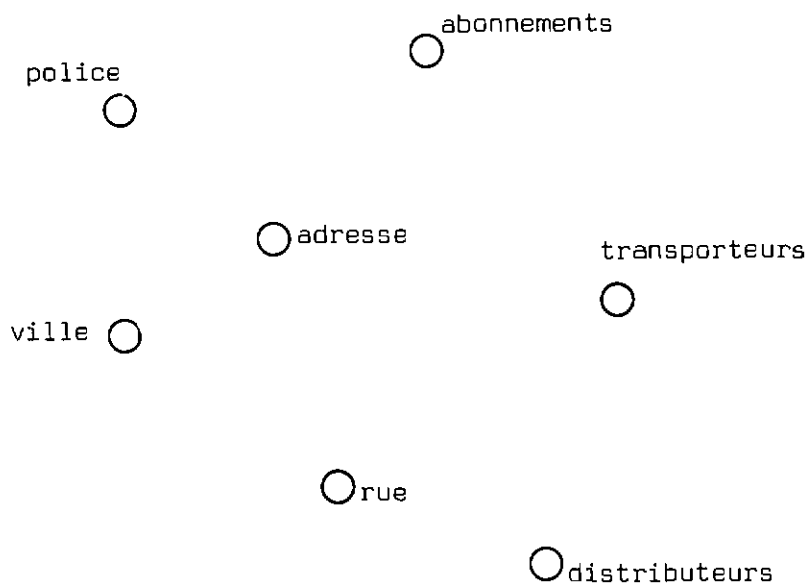 abonnements
police
adresse
transporteurs
ville
rue
distributeurs